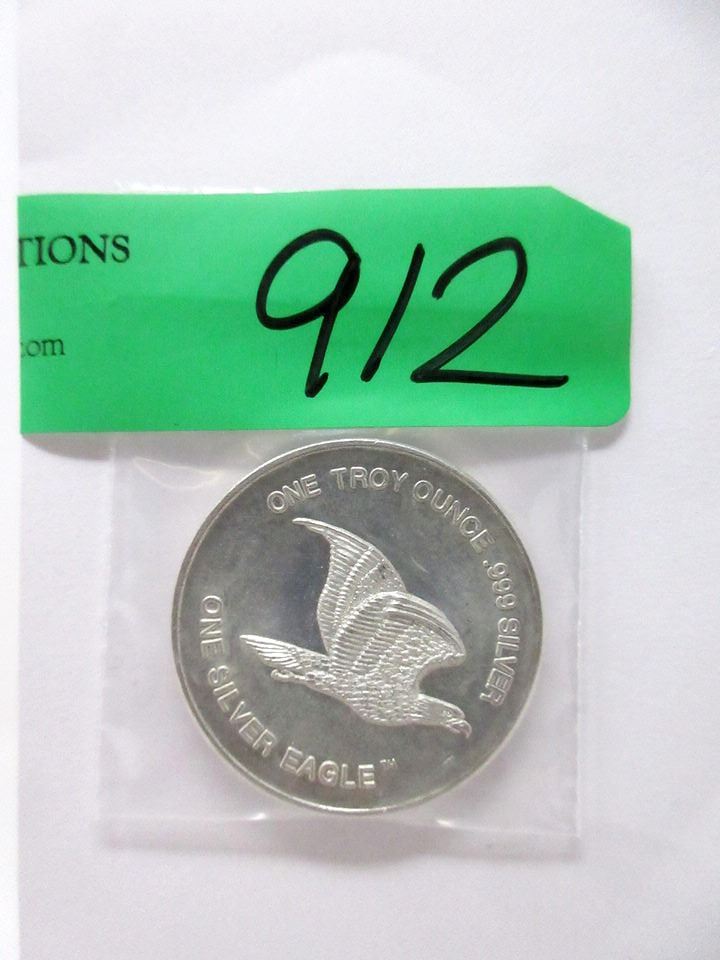 TIONS
.com
912
ONE TROY OUNCE .999 SILVER
ONE SILVER EAGLE™